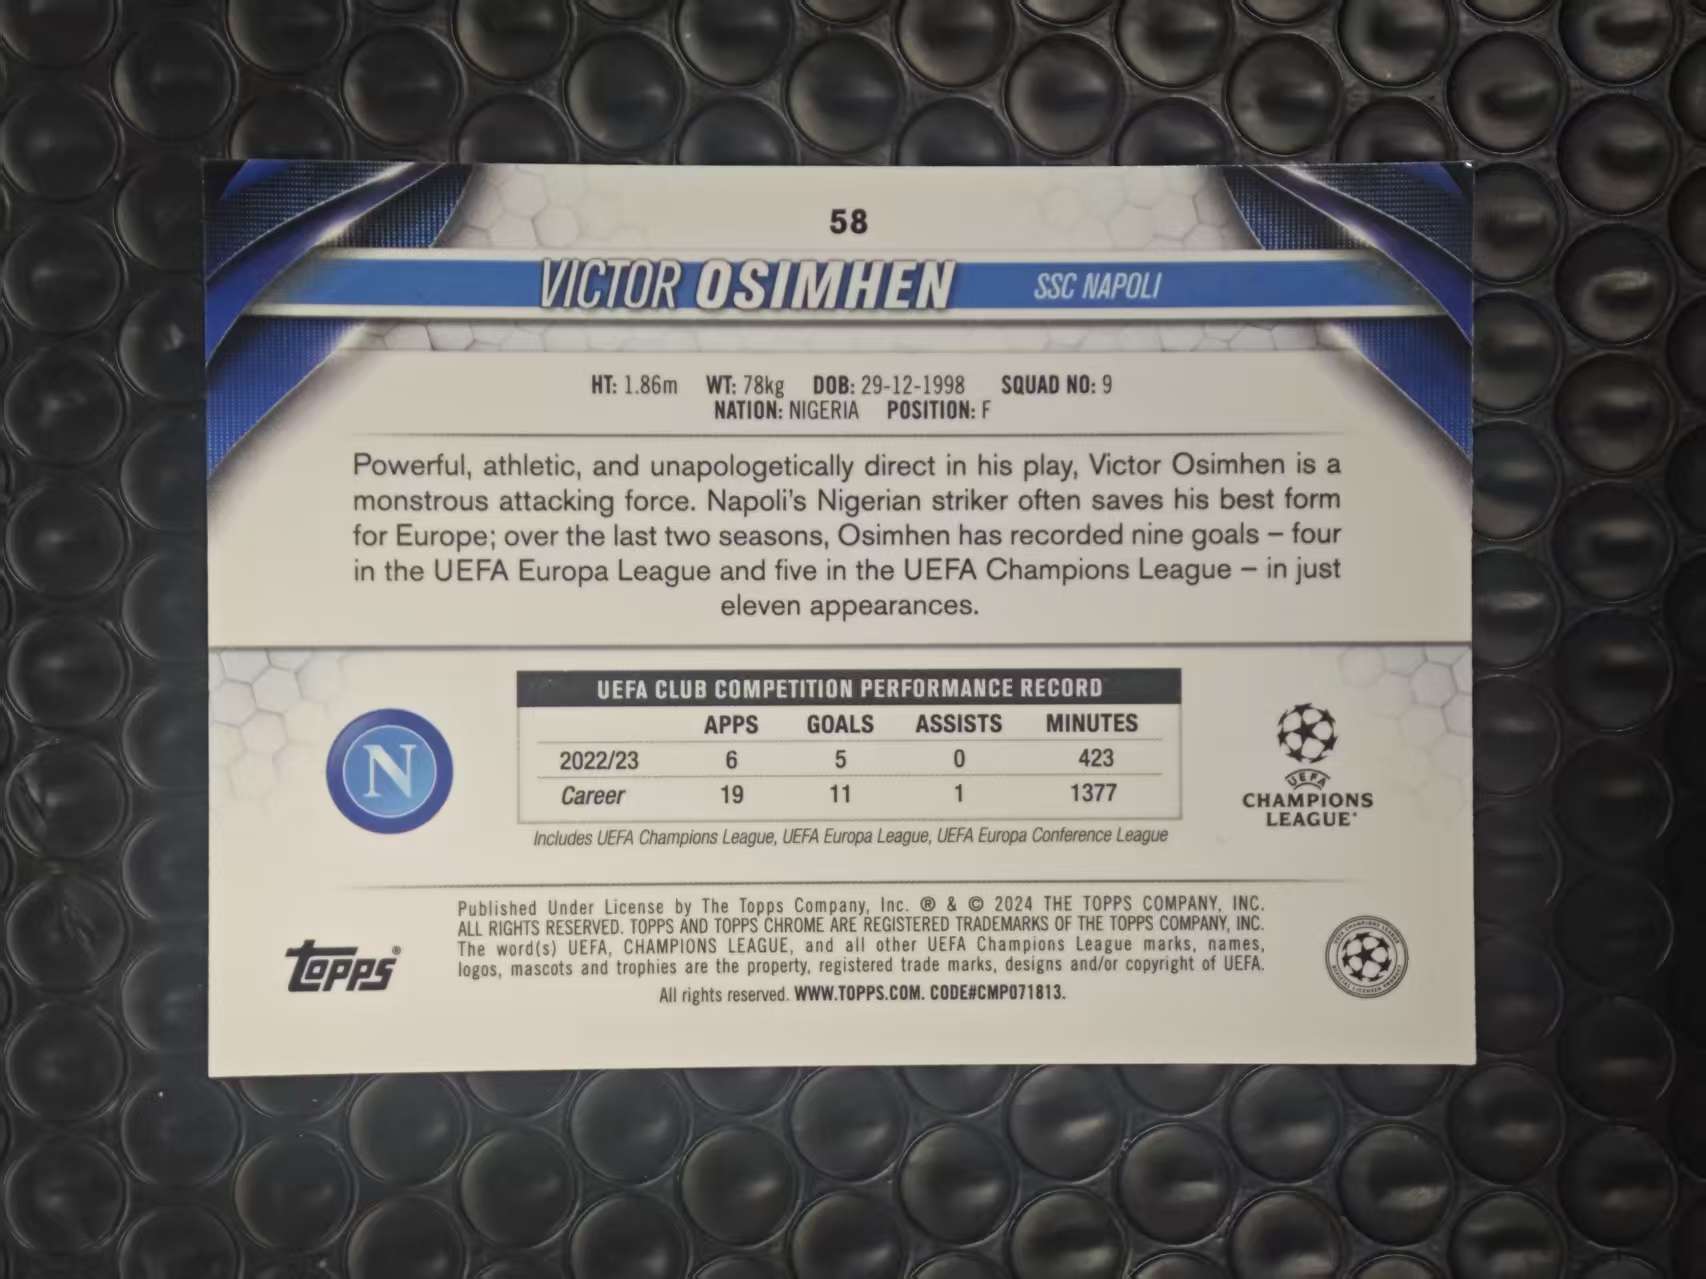 58
VICTOR OSIMHEN SSC NAPOLI
HT: 1.86m WT: 78kg DOB: 29-12-1998 SQUAD NO: 9
NATION: NIGERIA POSITION: F
Powerful, athletic, and unapologetically direct in his play, Victor Osimhen is a
monstrous attacking force. Napoli's Nigerian striker often saves his best form
for Europe; over the last two seasons, Osimhen has recorded nine goals – four
in the UEFA Europa League and five in the UEFA Champions League – in just
eleven appearances.
UEFA CLUB COMPETITION PERFORMANCE RECORD
APPS GOALS ASSISTS MINUTES
2022/23 6 5 0 423
Career 19 11 1 1377
Includes UEFA Champions League, UEFA Europa League, UEFA Europa Conference League
N
UEFA
CHAMPIONS
LEAGUE
Published Under License by The Topps Company, Inc. ® & © 2024 THE TOPPS COMPANY, INC.
ALL RIGHTS RESERVED. TOPPS AND TOPPS CHROME ARE REGISTERED TRADEMARKS OF THE TOPPS COMPANY, INC.
The word(s) UEFA, CHAMPIONS LEAGUE, and all other UEFA Champions League marks, names,
logos, mascots and trophies are the property, registered trade marks, designs and/or copyright of UEFA.
All rights reserved. WWW.TOPPS.COM. CODE#CMP071813.
Topps®